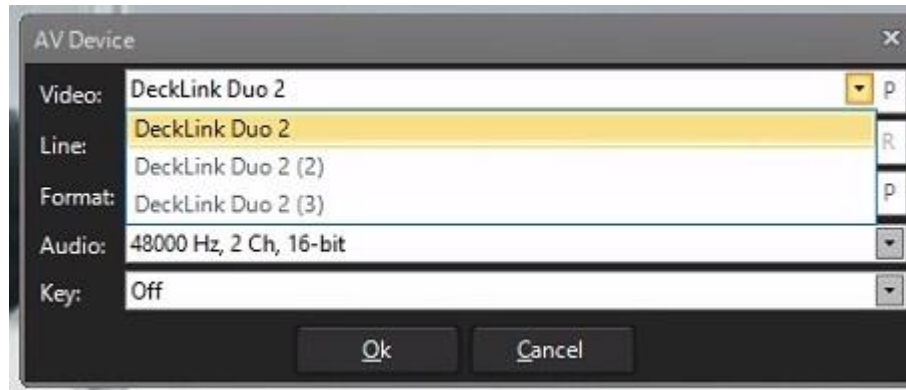 AV Device
Video: DeckLink Duo 2 P
DeckLink Duo 2
Line: R
DeckLink Duo 2 (2)
Format: P
DeckLink Duo 2 (3)
Audio: 48000 Hz, 2 Ch, 16-bit
Key: Off
Ok Cancel